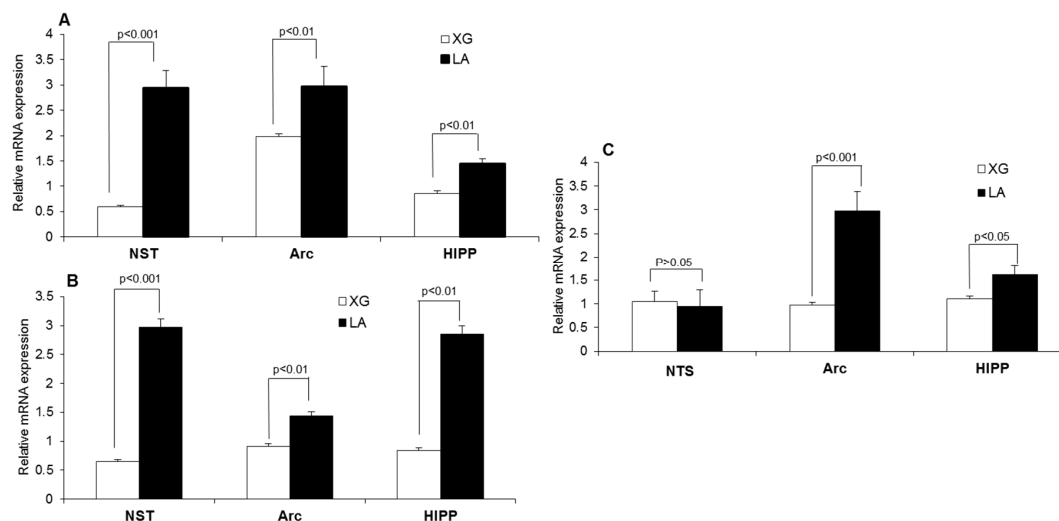 A
Relative mRNA expression
4
3.5
3
2.5
2
1.5
1
0.5
0
p<0.001
p<0.01
p<0.01
XG
LA
NST Arc HIPP
B
Relative mRNA expression
3.5
3
2.5
2
1.5
1
0.5
0
p<0.001
p<0.01
p<0.01
XG
LA
NST Arc HIPP
C
Relative mRNA expression
4
3.5
3
2.5
2
1.5
1
0.5
0
P>0.05
p<0.001
p<0.05
XG
LA
NTS Arc HIPP